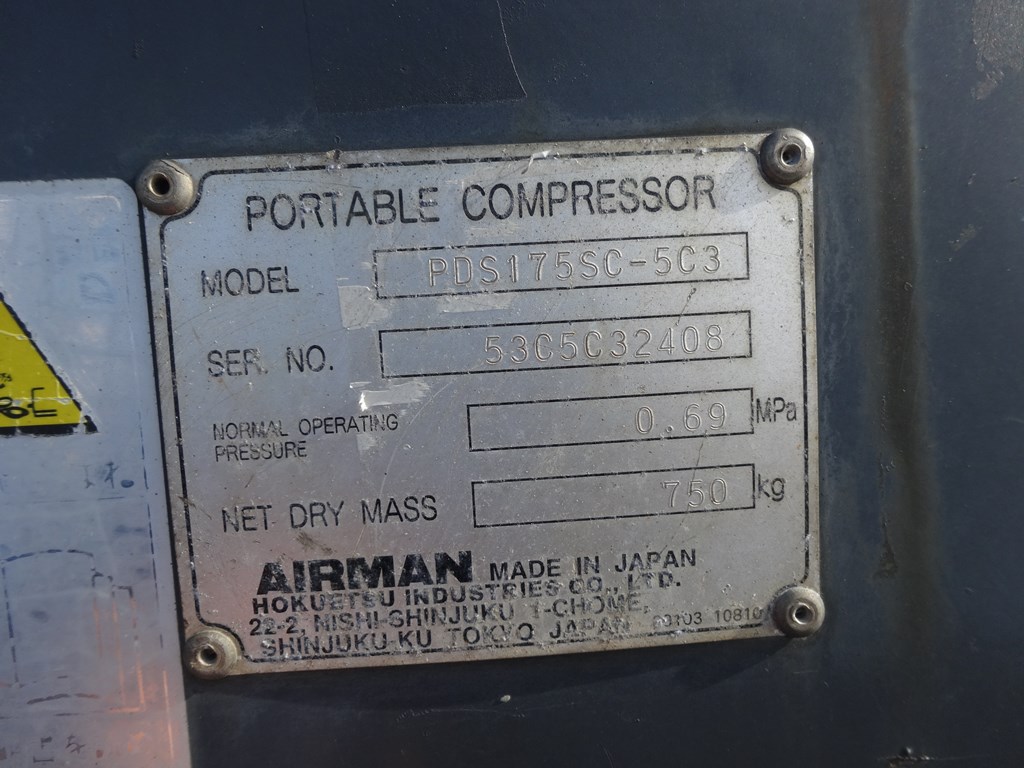 PORTABLE COMPRESSOR
MODEL PDS175SC-5C3
SER. NO. 53C5C32408
NORMAL OPERATING
PRESSURE 0.69 MPa
NET DRY MASS 750 kg
AIRMAN MADE IN JAPAN
HOKUETSU INDUSTRIES CO., LTD.
22-2, NISHI-SHINJUKU 1-CHOME,
SHINJUKU-KU TOKYO JAPAN 10810